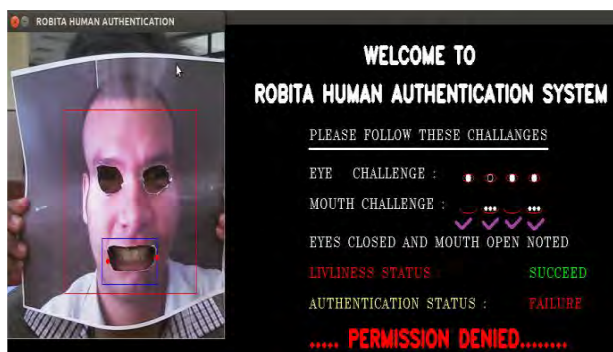 ROBITA HUMAN AUTHENTICATION
WELCOME TO
ROBITA HUMAN AUTHENTICATION SYSTEM
PLEASE FOLLOW THESE CHALLANGES
EYE CHALLENGE :
MOUTH CHALLENGE :
EYES CLOSED AND MOUTH OPEN NOTED
LIVLINESS STATUS : SUCCEED
AUTHENTICATION STATUS : FAILURE
..... PERMISSION DENIED........